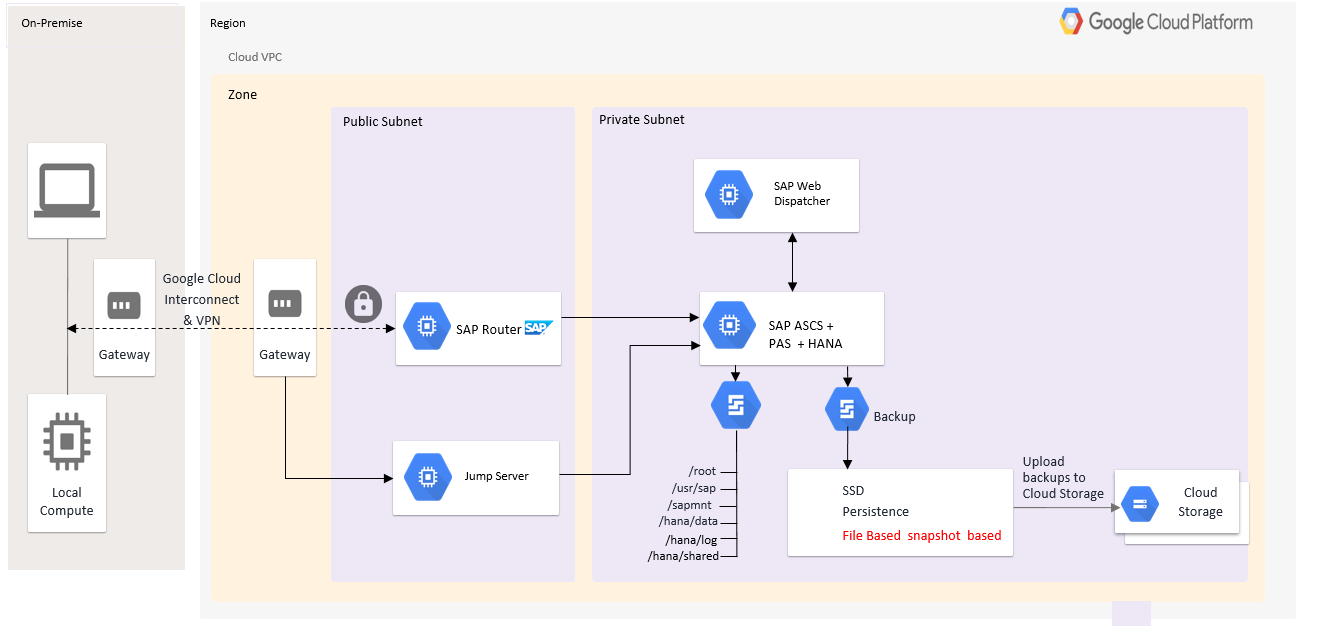 On-Premise
Region
Google Cloud Platform
Cloud VPC
Zone
Public Subnet
Private Subnet
SAP Web
Dispatcher
Google Cloud
Interconnect
& VPN
Gateway
Gateway
SAP Router SAP
SAP ASCS +
PAS + HANA
Backup
Local
Compute
Jump Server
/root
/usr/sap
/sapmnt
/hana/data
/hana/log
/hana/shared
SSD
Persistence
File Based snapshot based
Upload
backups to
Cloud Storage
Cloud
Storage